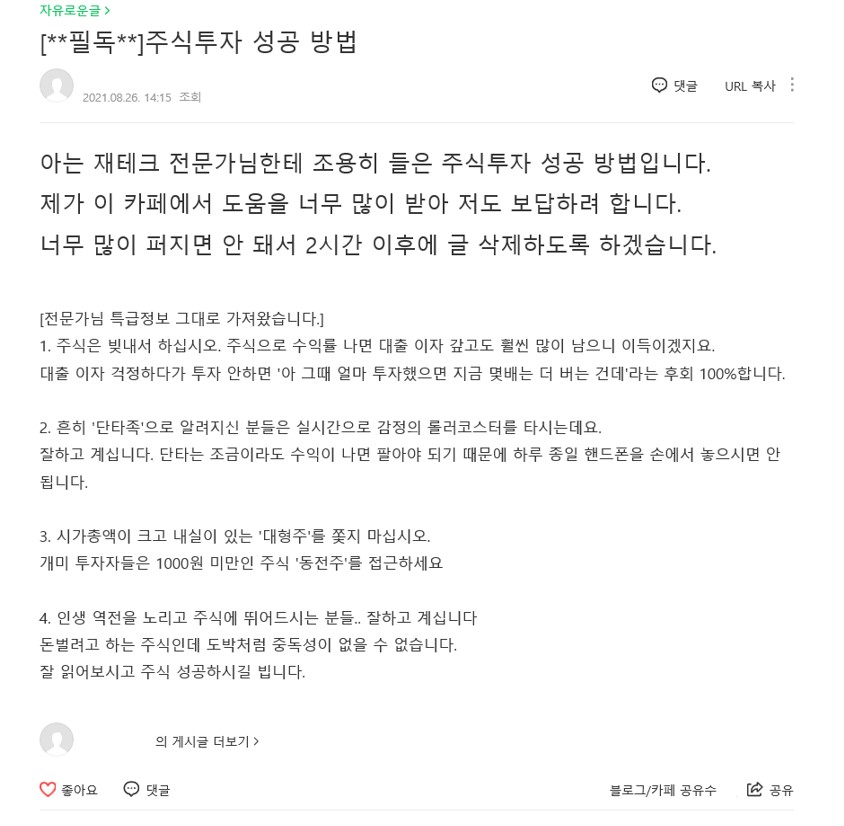 자유로운글 >
[**필독**]주식투자 성공 방법
2021.08.26. 14:15 조회
댓글 URL 복사
아는 재테크 전문가님한테 조용히 들은 주식투자 성공 방법입니다.
제가 이 카페에서 도움을 너무 많이 받아 저도 보답하려 합니다.
너무 많이 퍼지면 안 돼서 2시간 이후에 글 삭제하도록 하겠습니다.
[전문가님 특급정보 그대로 가져왔습니다.]
1. 주식은 빚내서 하십시오. 주식으로 수익률 나면 대출 이자 갚고도 훨씬 많이 남으니 이득이겠지요.
대출 이자 걱정하다가 투자 안하면 '아 그때 얼마 투자했으면 지금 몇배는 더 버는 건데'라는 후회 100%합니다.
2. 흔히 '단타족'으로 알려지신 분들은 실시간으로 감정의 롤러코스터를 타시는데요.
잘하고 계십니다. 단타는 조금이라도 수익이 나면 팔아야 되기 때문에 하루 종일 핸드폰을 손에서 놓으시면 안
됩니다.
3. 시가총액이 크고 내실이 있는 '대형주'를 쫓지 마십시오.
개미 투자자들은 1000원 미만인 주식 '동전주'를 접근하세요
4. 인생 역전을 노리고 주식에 뛰어드시는 분들.. 잘하고 계십니다
돈벌려고 하는 주식인데 도박처럼 중독성이 없을 수 없습니다.
잘 읽어보시고 주식 성공하시길 빕니다.
의 게시글 더보기 >
좋아요 댓글 블로그/카페 공유수 공유